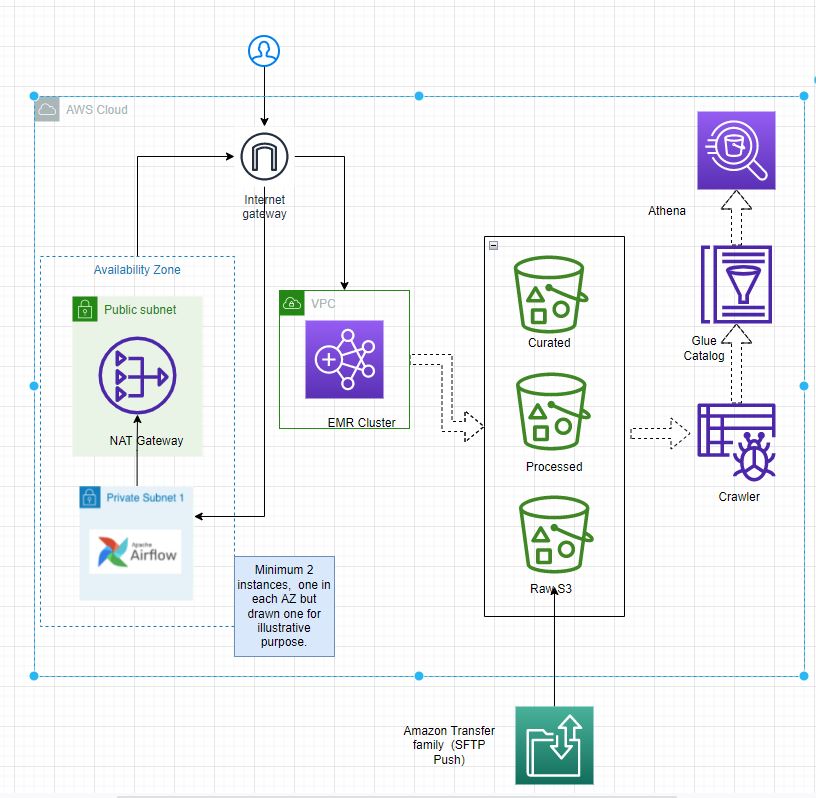 AWS Cloud
Internet
gateway
Athena
Availability Zone
Public subnet
VPC
Curated
Glue
Catalog
EMR Cluster
NAT Gateway
Processed
Private Subnet 1
Crawler
Apache
Airflow
Minimum 2
instances, one in
each AZ but
drawn one for
illustrative
purpose.
Raw S3
Amazon Transfer
family (SFTP
Push)